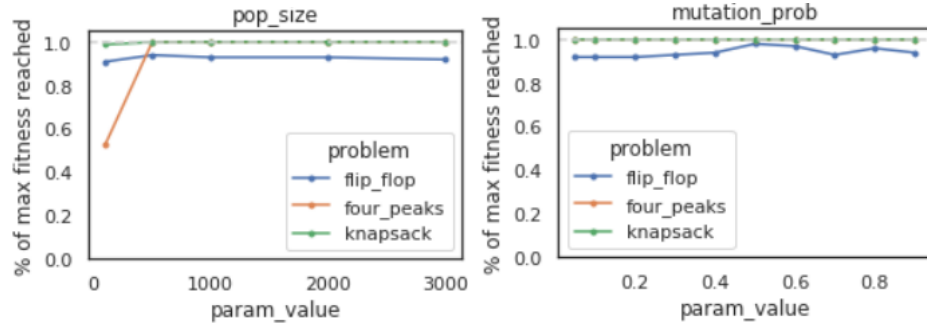 pop_size
% of max fitness reached
1.0
0.8
0.6
0.4
0.2
0.0
problem
flip_flop
four_peaks
knapsack
0 1000 2000 3000
param_value
mutation_prob
% of max fitness reached
1.0
0.8
0.6
0.4
0.2
0.0
problem
flip_flop
four_peaks
knapsack
0.2 0.4 0.6 0.8
param_value